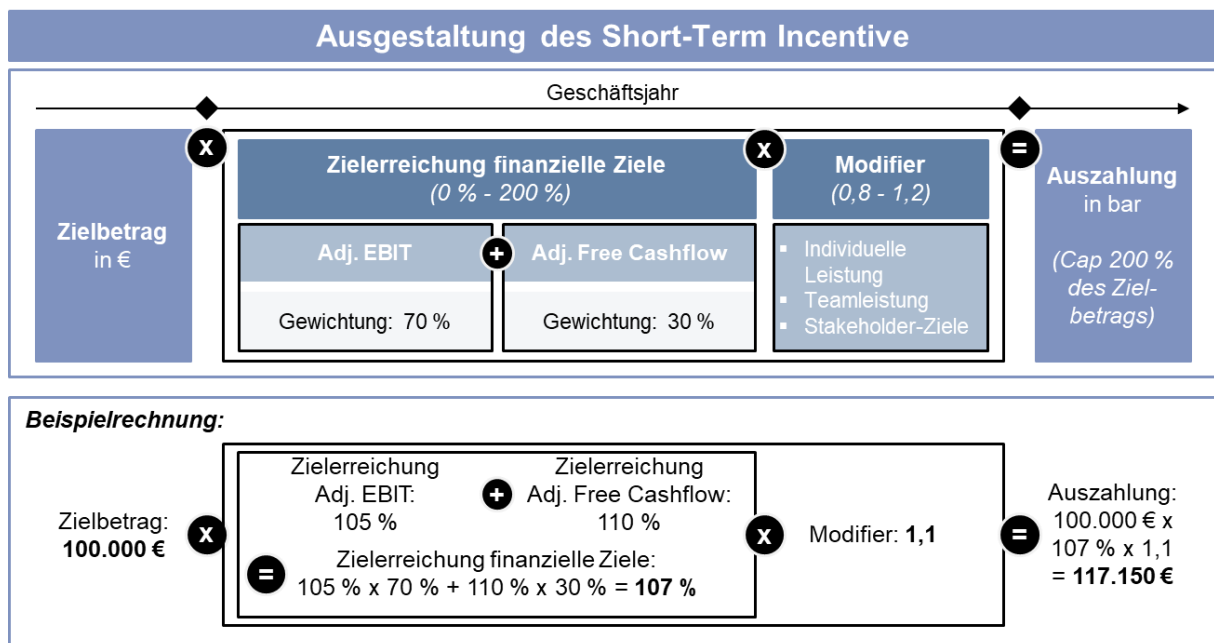 Ausgestaltung des Short-Term Incentive
Geschäftsjahr
x
x
=
Zielbetrag
in €
Zielerreichung finanzielle Ziele
(0 % - 200 %)
Adj. EBIT
+
Adj. Free Cashflow
Gewichtung: 70 %
Gewichtung: 30 %
Modifier
(0,8 - 1,2)
▪ Individuelle
Leistung
▪ Teamleistung
▪ Stakeholder-Ziele
Auszahlung
in bar
(Cap 200 %
des Ziel-
betrags)
Beispielrechnung:
Zielbetrag:
100.000 €
x
Zielerreichung
Adj. EBIT:
105 %
+
Zielerreichung
Adj. Free Cashflow:
110 %
=
Zielerreichung finanzielle Ziele:
105 % x 70 % + 110 % x 30 % = 107 %
x
Modifier: 1,1
=
Auszahlung:
100.000 € x
107 % x 1,1
= 117.150 €